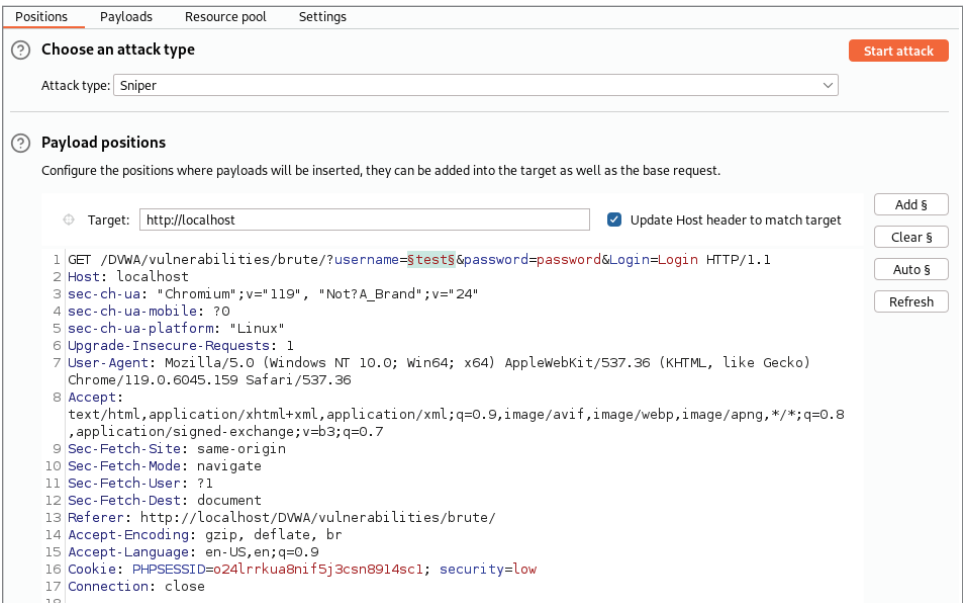 Positions Payloads Resource pool Settings
? Choose an attack type Start attack
Attack type: Sniper
? Payload positions
Configure the positions where payloads will be inserted, they can be added into the target as well as the base request.
Target: http://localhost Update Host header to match target
Add §
Clear §
Auto §
Refresh
1 GET /DVWA/vulnerabilities/brute/?username=§test§&password=password&Login=Login HTTP/1.1
2 Host: localhost
3 sec-ch-ua: "Chromium";v="119", "Not?A_Brand";v="24"
4 sec-ch-ua-mobile: ?0
5 sec-ch-ua-platform: "Linux"
6 Upgrade-Insecure-Requests: 1
7 User-Agent: Mozilla/5.0 (Windows NT 10.0; Win64; x64) AppleWebKit/537.36 (KHTML, like Gecko)
Chrome/119.0.6045.159 Safari/537.36
8 Accept:
text/html,application/xhtml+xml,application/xml;q=0.9,image/avif,image/webp,image/apng,*/*;q=0.8
,application/signed-exchange;v=b3;q=0.7
9 Sec-Fetch-Site: same-origin
10 Sec-Fetch-Mode: navigate
11 Sec-Fetch-User: ?1
12 Sec-Fetch-Dest: document
13 Referer: http://localhost/DVWA/vulnerabilities/brute/
14 Accept-Encoding: gzip, deflate, br
15 Accept-Language: en-US,en;q=0.9
16 Cookie: PHPSESSID=o24lrrkua8nif5j3csn8914sc1; security=low
17 Connection: close
18